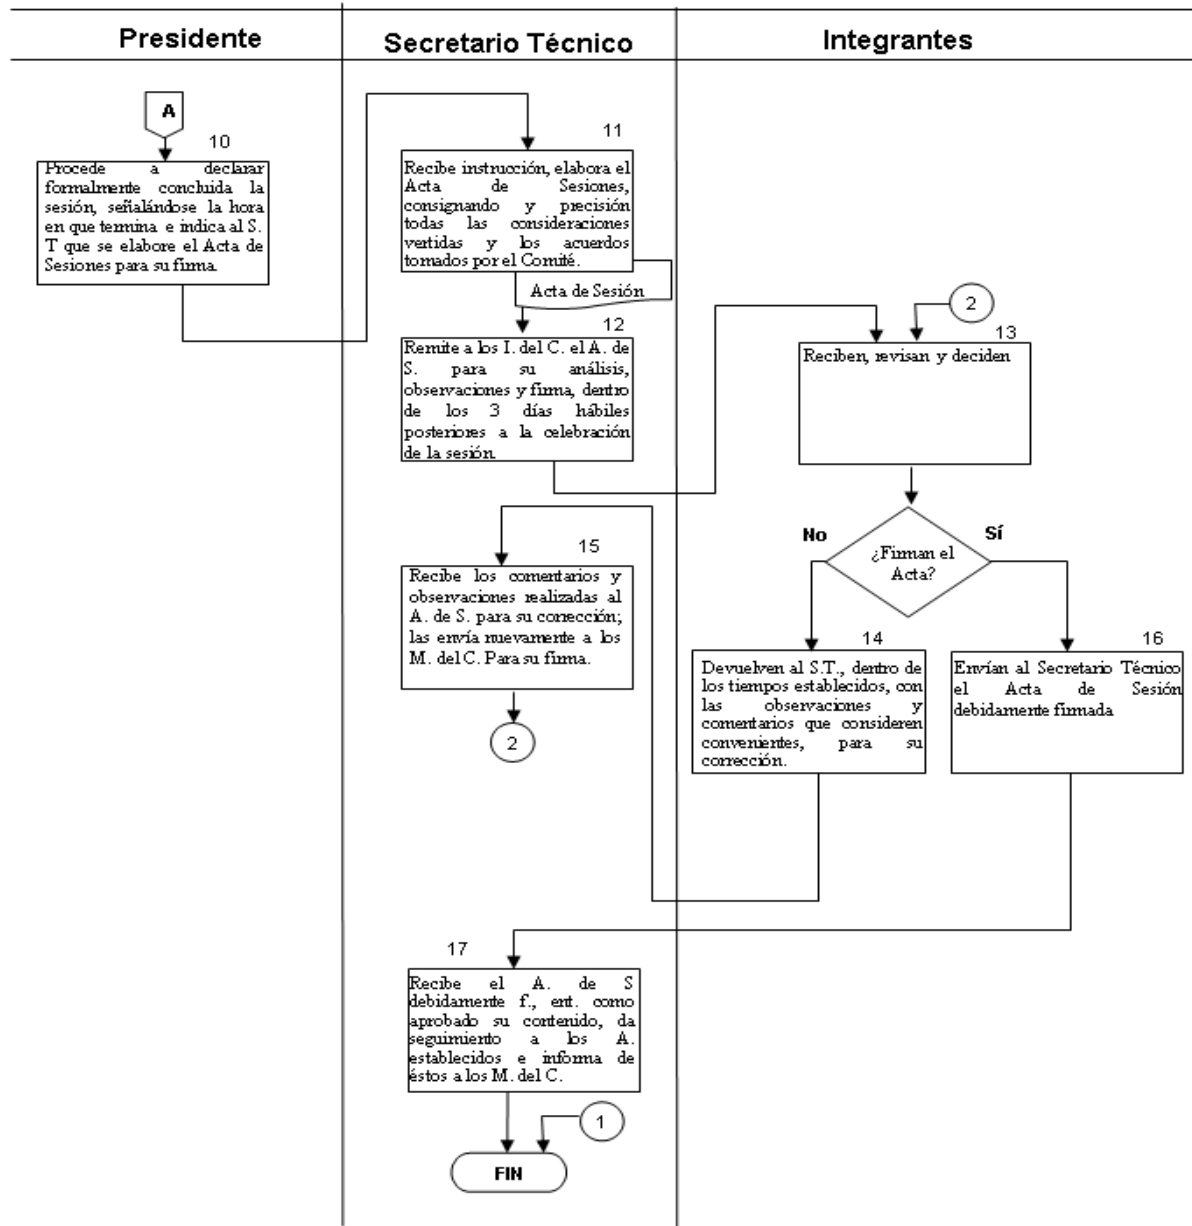 Presidente
Secretario Técnico
Integrantes
A
10
Procede a declarar
formalmente concluida la
sesión, señalándose la hora
en que termina e indica al S.
T que se elabore el Acta de
Sesiones para su firma.
11
Recibe instrucción, elabora el
Acta de Sesiones,
consignando y precisión
todas las consideraciones
vertidas y los acuerdos
tomados por el Comité.
Acta de Sesión
12
Remite a los I. del C. el A. de
S. para su análisis,
observaciones y firma, dentro
de los 3 días hábiles
posteriores a la celebración
de la sesión.
2
13
Reciben, revisan y deciden
¿Firman el
Acta?
No
Sí
14
Devuelven al S.T., dentro de
los tiempos establecidos, con
las observaciones y
comentarios que consideren
convenientes, para su
corrección.
15
Recibe los comentarios y
observaciones realizadas al
A. de S. para su corrección;
las envía nuevamente a los
M. del C. Para su firma.
2
16
Envían al Secretario Técnico
el Acta de Sesión
debidamente firmada
17
Recibe el A. de S
debidamente f., ent. como
aprobado su contenido, da
seguimiento a los A.
establecidos e informa de
éstos a los M. del C.
1
FIN